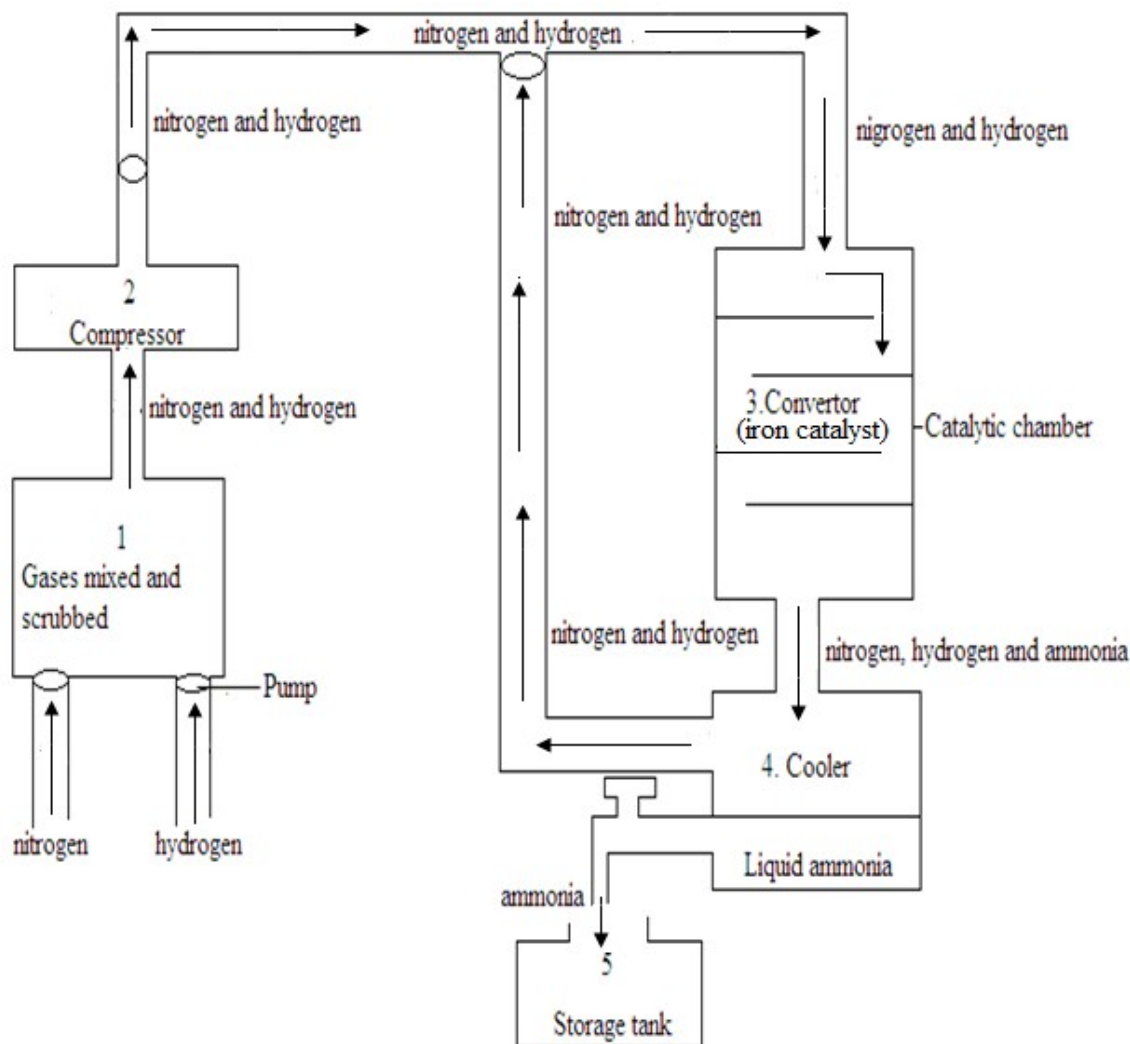 nitrogen and hydrogen
nitrogen and hydrogen
nigrogen and hydrogen
nitrogen and hydrogen
2
Compressor
nitrogen and hydrogen
3.Convertor
(iron catalyst)
Catalytic chamber
1
Gases mixed and
scrubbed
nitrogen and hydrogen
nitrogen, hydrogen and ammonia
Pump
4. Cooler
nitrogen
hydrogen
Liquid ammonia
ammonia
5
Storage tank